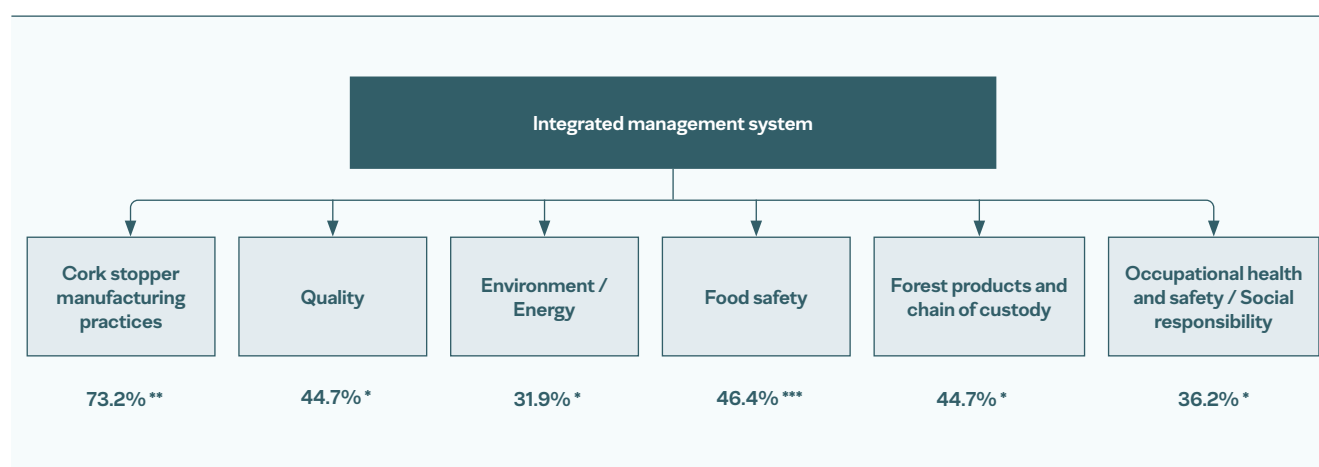 Integrated management system
Cork stopper
manufacturing
practices
Quality
Environment /
Energy
Food safety
Forest products and
chain of custody
Occupational health
and safety / Social
responsibility
73.2% **
44.7% *
31.9% *
46.4% ***
44.7% *
36.2% *